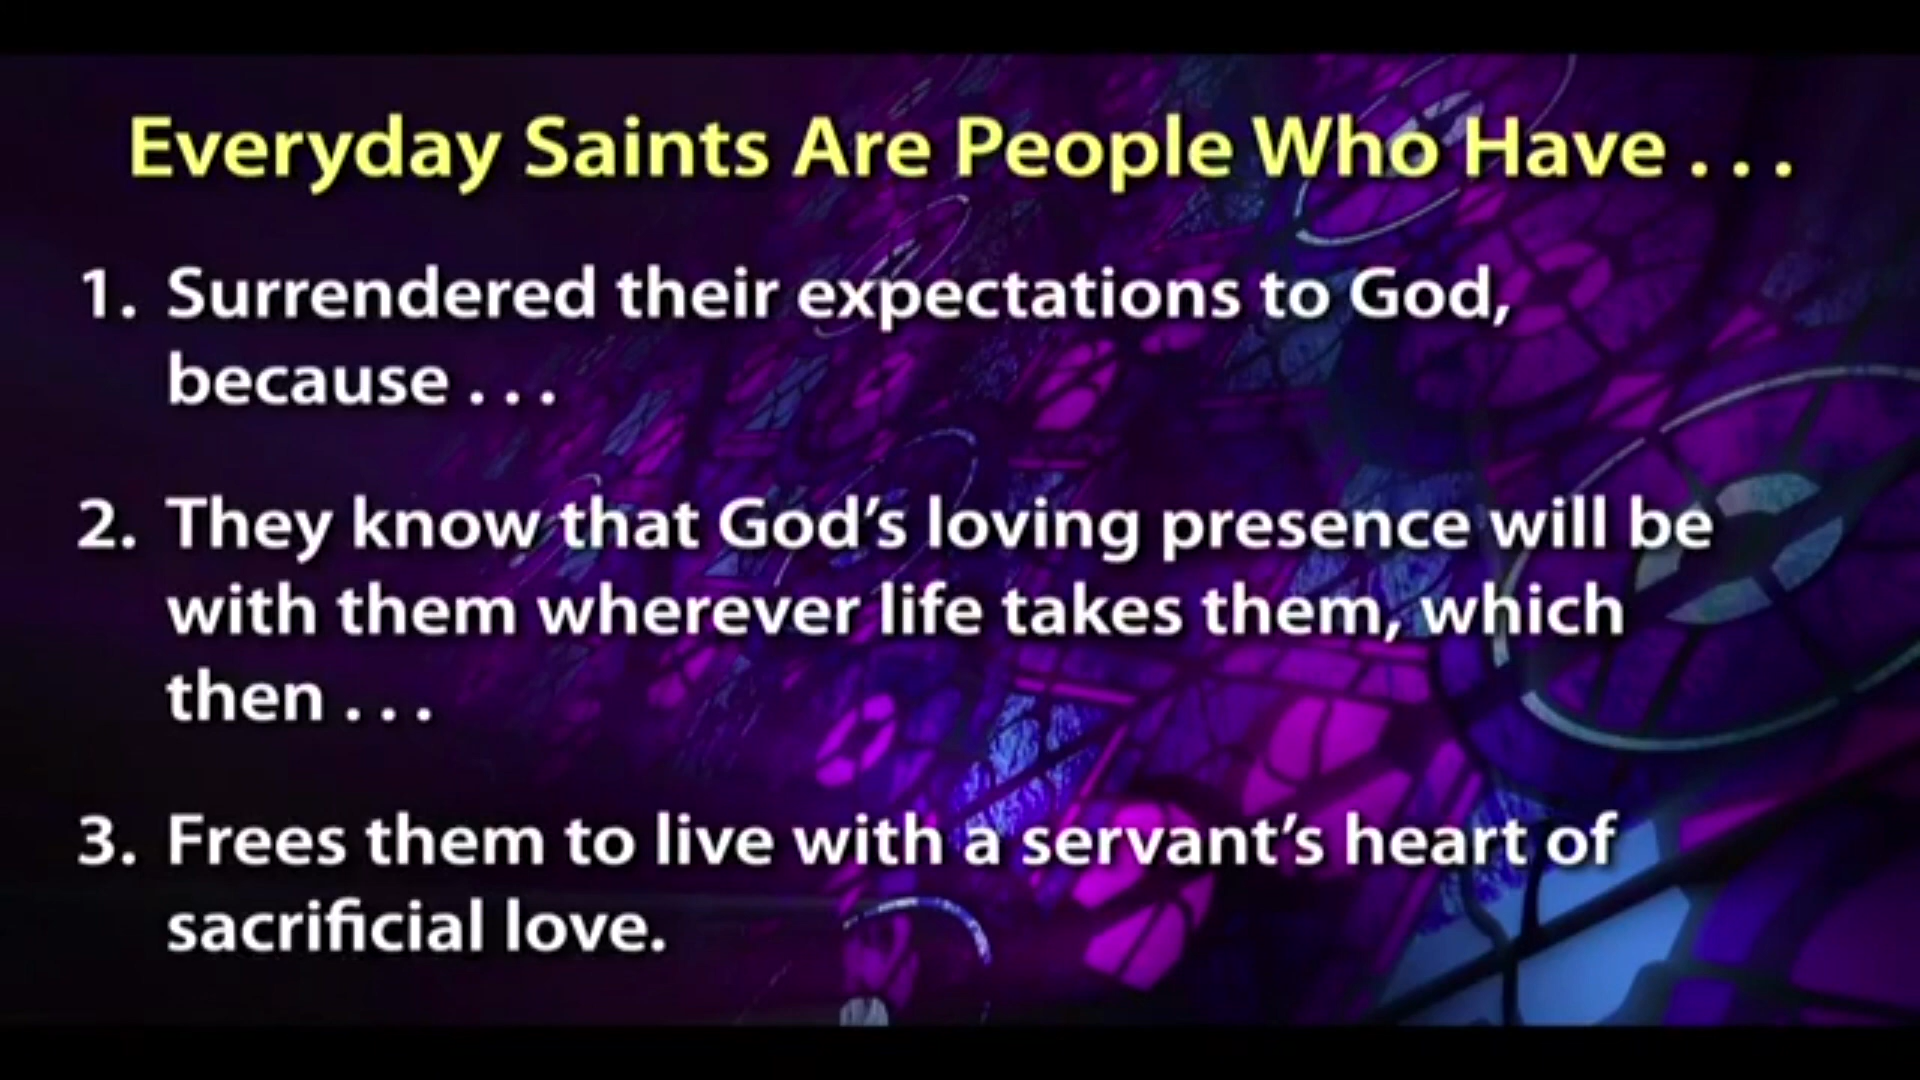 Everyday Saints Are People Who Have . . .
1. Surrendered their expectations to God,
because . . .
2. They know that God’s loving presence will be
with them wherever life takes them, which
then . . .
3. Frees them to live with a servant’s heart of
sacrificial love.